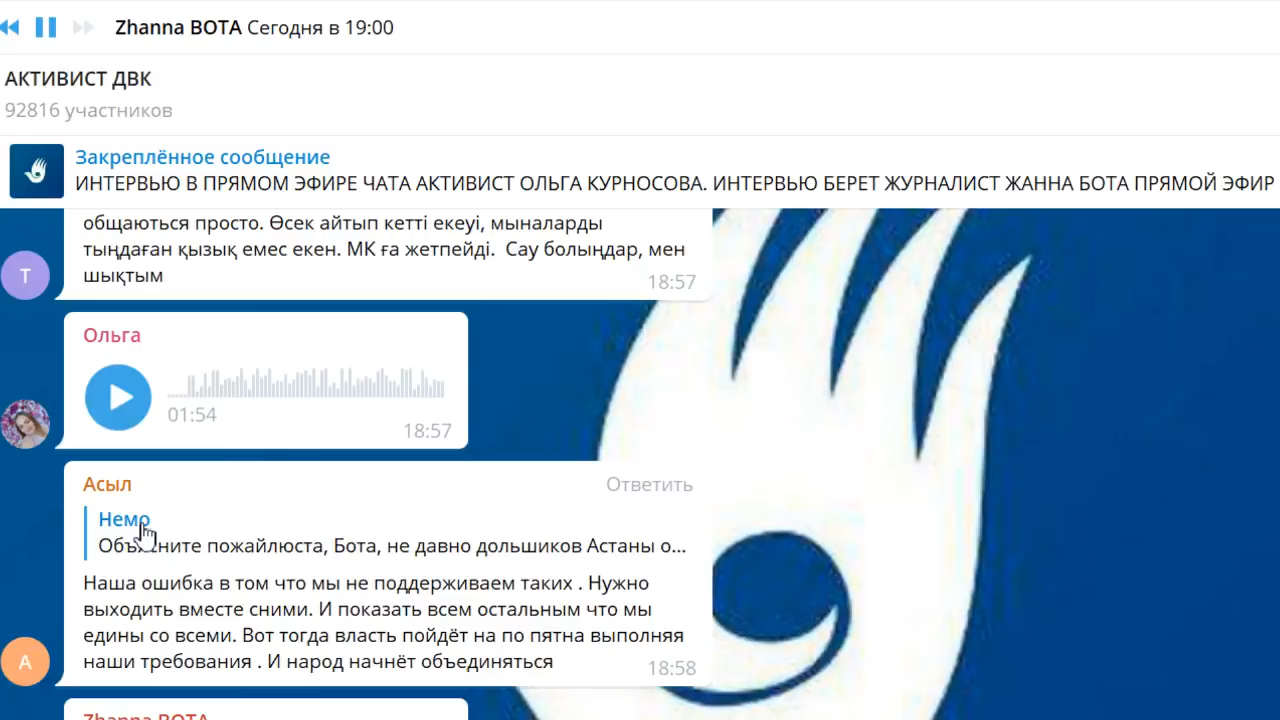 Zhanna BOTA Сегодня в 19:00
АКТИВИСТ ДВК
92816 участников
Закреплённое сообщение
ИНТЕРВЬЮ В ПРЯМОМ ЭФИРЕ ЧАТА АКТИВИСТ ОЛЬГА КУРНОСОВА. ИНТЕРВЬЮ БЕРЕТ ЖУРНАЛИСТ ЖАННА БОТА ПРЯМОЙ ЭФИР
общаються просто. Өсек айтып кетті екеуі, мыналарды
тыңдаған қызық емес екен. МК ға жетпейді. Сау болыңдар, мен
шықтым
18:57
Т
Ольга
01:54
18:57
Асыл
Ответить
Немо
пожайлюста, Бота, не давно дольшиков Астаны о...
Наша ошибка в том что мы не поддерживаем таких . Нужно
выходить вместе сними. И показать всем остальным что мы
едины со всеми. Вот тогда власть пойдёт на по пятна выполняя
наши требования . И народ начнёт объединяться
18:58
А
Zhanna BOTA